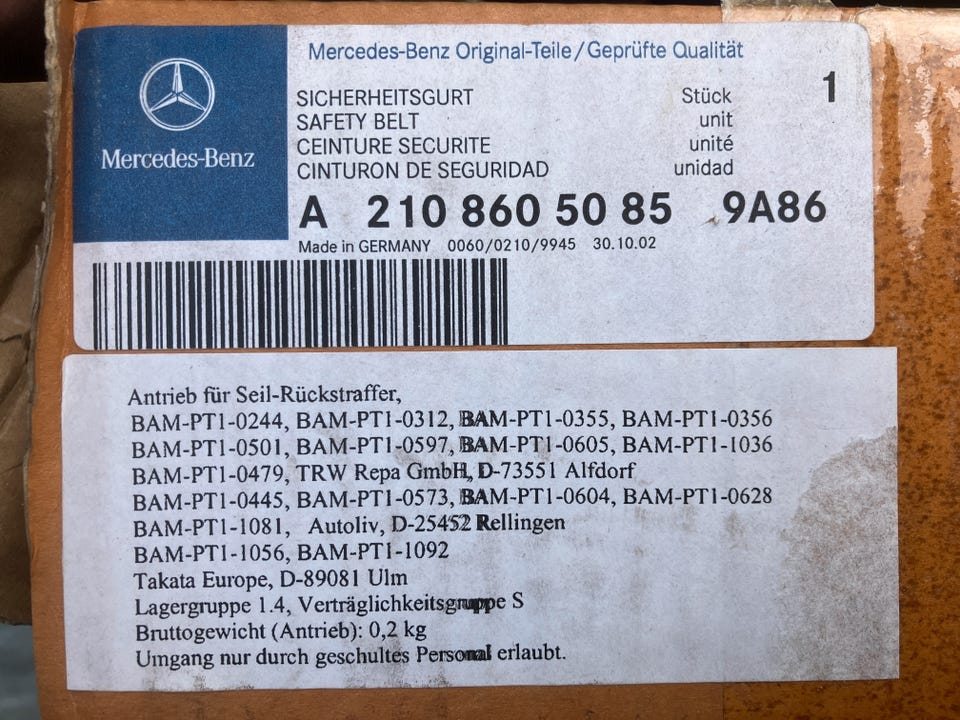 Mercedes-Benz
Mercedes-Benz Original-Teile/Geprüfte Qualität
SICHERHEITSGURT Stück 1
SAFETY BELT unit
CEINTURE SECURITE unité
CINTURON DE SEGURIDAD unidad
A 210 860 50 85 9A86
Made in GERMANY 0060/0210/9945 30.10.02
Antrieb für Seil-Rückstraffer,
BAM-PT1-0244, BAM-PT1-0312, BAM-PT1-0355, BAM-PT1-0356
BAM-PT1-0501, BAM-PT1-0597, BAM-PT1-0605, BAM-PT1-1036
BAM-PT1-0479, TRW Repa GmbH, D-73551 Alfdorf
BAM-PT1-0445, BAM-PT1-0573, BAM-PT1-0604, BAM-PT1-0628
BAM-PT1-1081, Autoliv, D-25452 Rellingen
BAM-PT1-1056, BAM-PT1-1092
Takata Europe, D-89081 Ulm
Lagergruppe 1.4, Verträglichkeitsgruppe S
Bruttogewicht (Antrieb): 0,2 kg
Umgang nur durch geschultes Personal erlaubt.